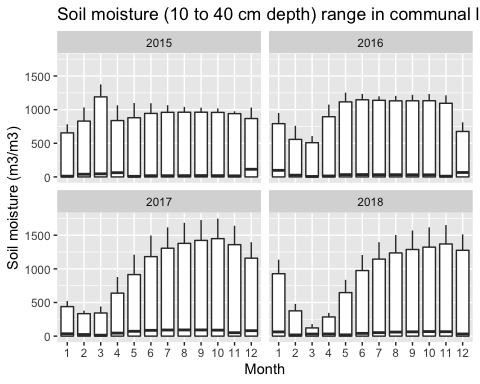 Soil moisture (10 to 40 cm depth) range in communal l
2015 2016
1500
1000
500
0
2017 2018
1500
1000
500
0
1 2 3 4 5 6 7 8 9 10 11 12 1 2 3 4 5 6 7 8 9 10 11 12
Month
Soil moisture (m3/m3)